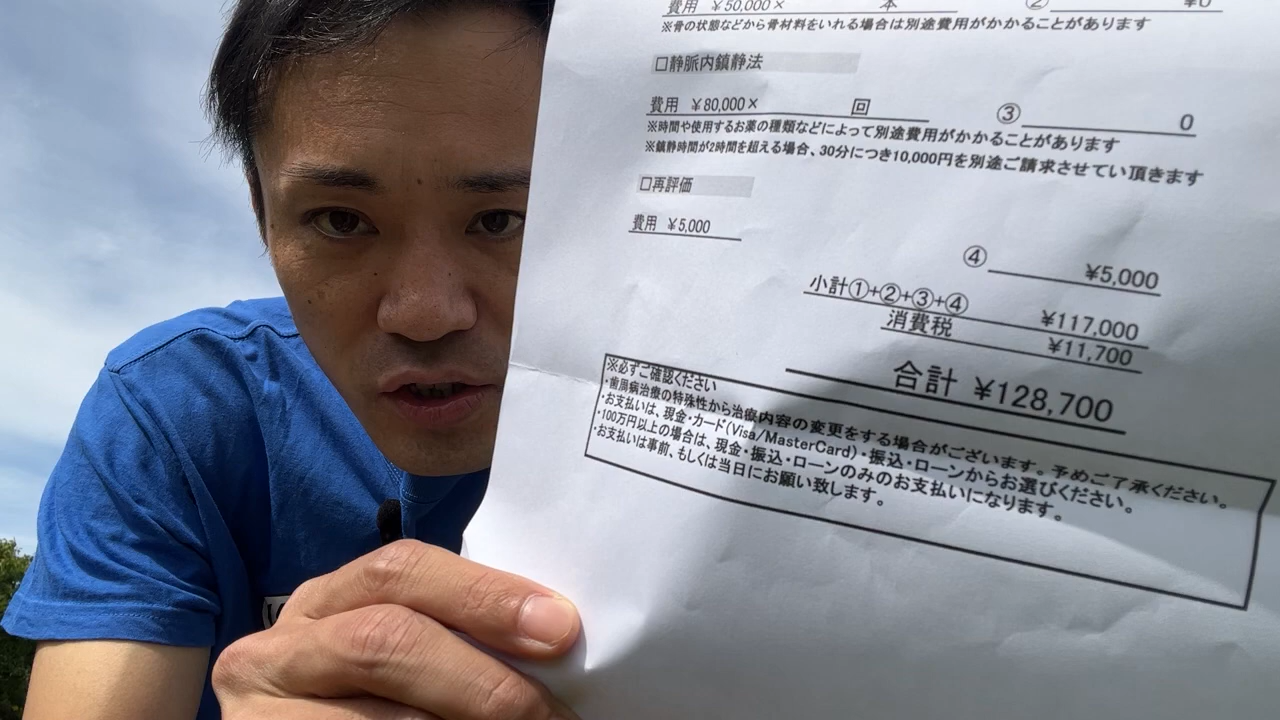 費用 ¥50,000× 本 ② ¥0
※骨の状態などから骨材料をいれる場合は別途費用がかかることがあります
□静脈内鎮静法
費用 ¥80,000× 回 ③ 0
※時間や使用するお薬の種類などによって別途費用がかかることがあります
※鎮静時間が2時間を超える場合、30分につき10,000円を別途ご請求させてい頂きます
□再評価
費用 ¥5,000
④ ¥5,000
小計①+②+③+④ ¥117,000
消費税 ¥11,700
合計 ¥128,700
※必ずご確認ください
・歯周病治療の特殊性から治療内容の変更をする場合がございます。予めご了承ください。
・お支払いは、現金・カード(Visa/MasterCard)・振込・ローンからお選びください。
・100万円以上の場合は、現金・振込・ローンのみのお支払いになります。
・お支払いは事前、もしくは当日にお願い致します。